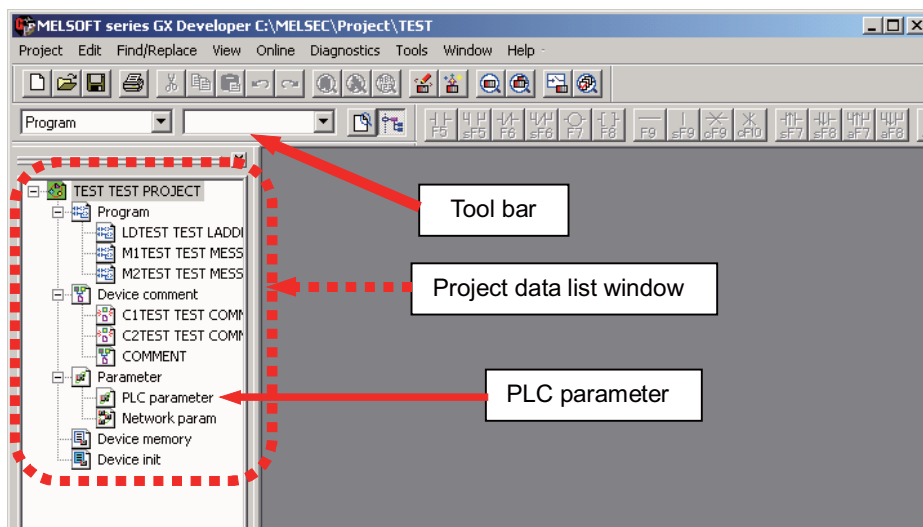 MELSOFT series GX Developer C:\MELSEC\Project\TEST
Project Edit Find/Replace View Online Diagnostics Tools Window Help
Program
F5 sF5 F6 sF6 F7 F8 F9 sF9 cF9 cF10 sF7 sF8 aF7 aF8
Tool bar
TEST TEST PROJECT
Program
LDTEST TEST LADDI
M1TEST TEST MESS
M2TEST TEST MESS
Project data list window
Device comment
C1TEST TEST COMM
C2TEST TEST COMM
COMMENT
Parameter
PLC parameter
PLC parameter
Network param
Device memory
Device init